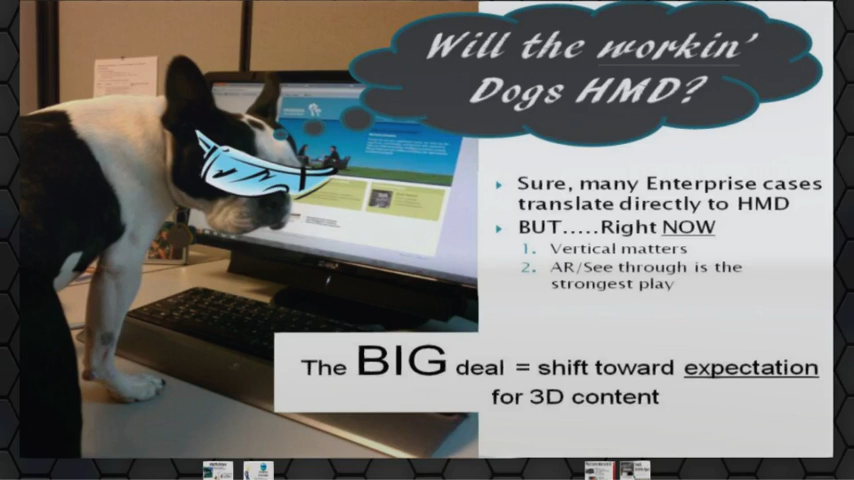 Will the workin'
Dogs HMD?
Sure, many Enterprise cases
translate directly to HMD
BUT.....Right NOW
1. Vertical matters
2. AR/See through is the
strongest play
The BIG deal = shift toward expectation
for 3D content